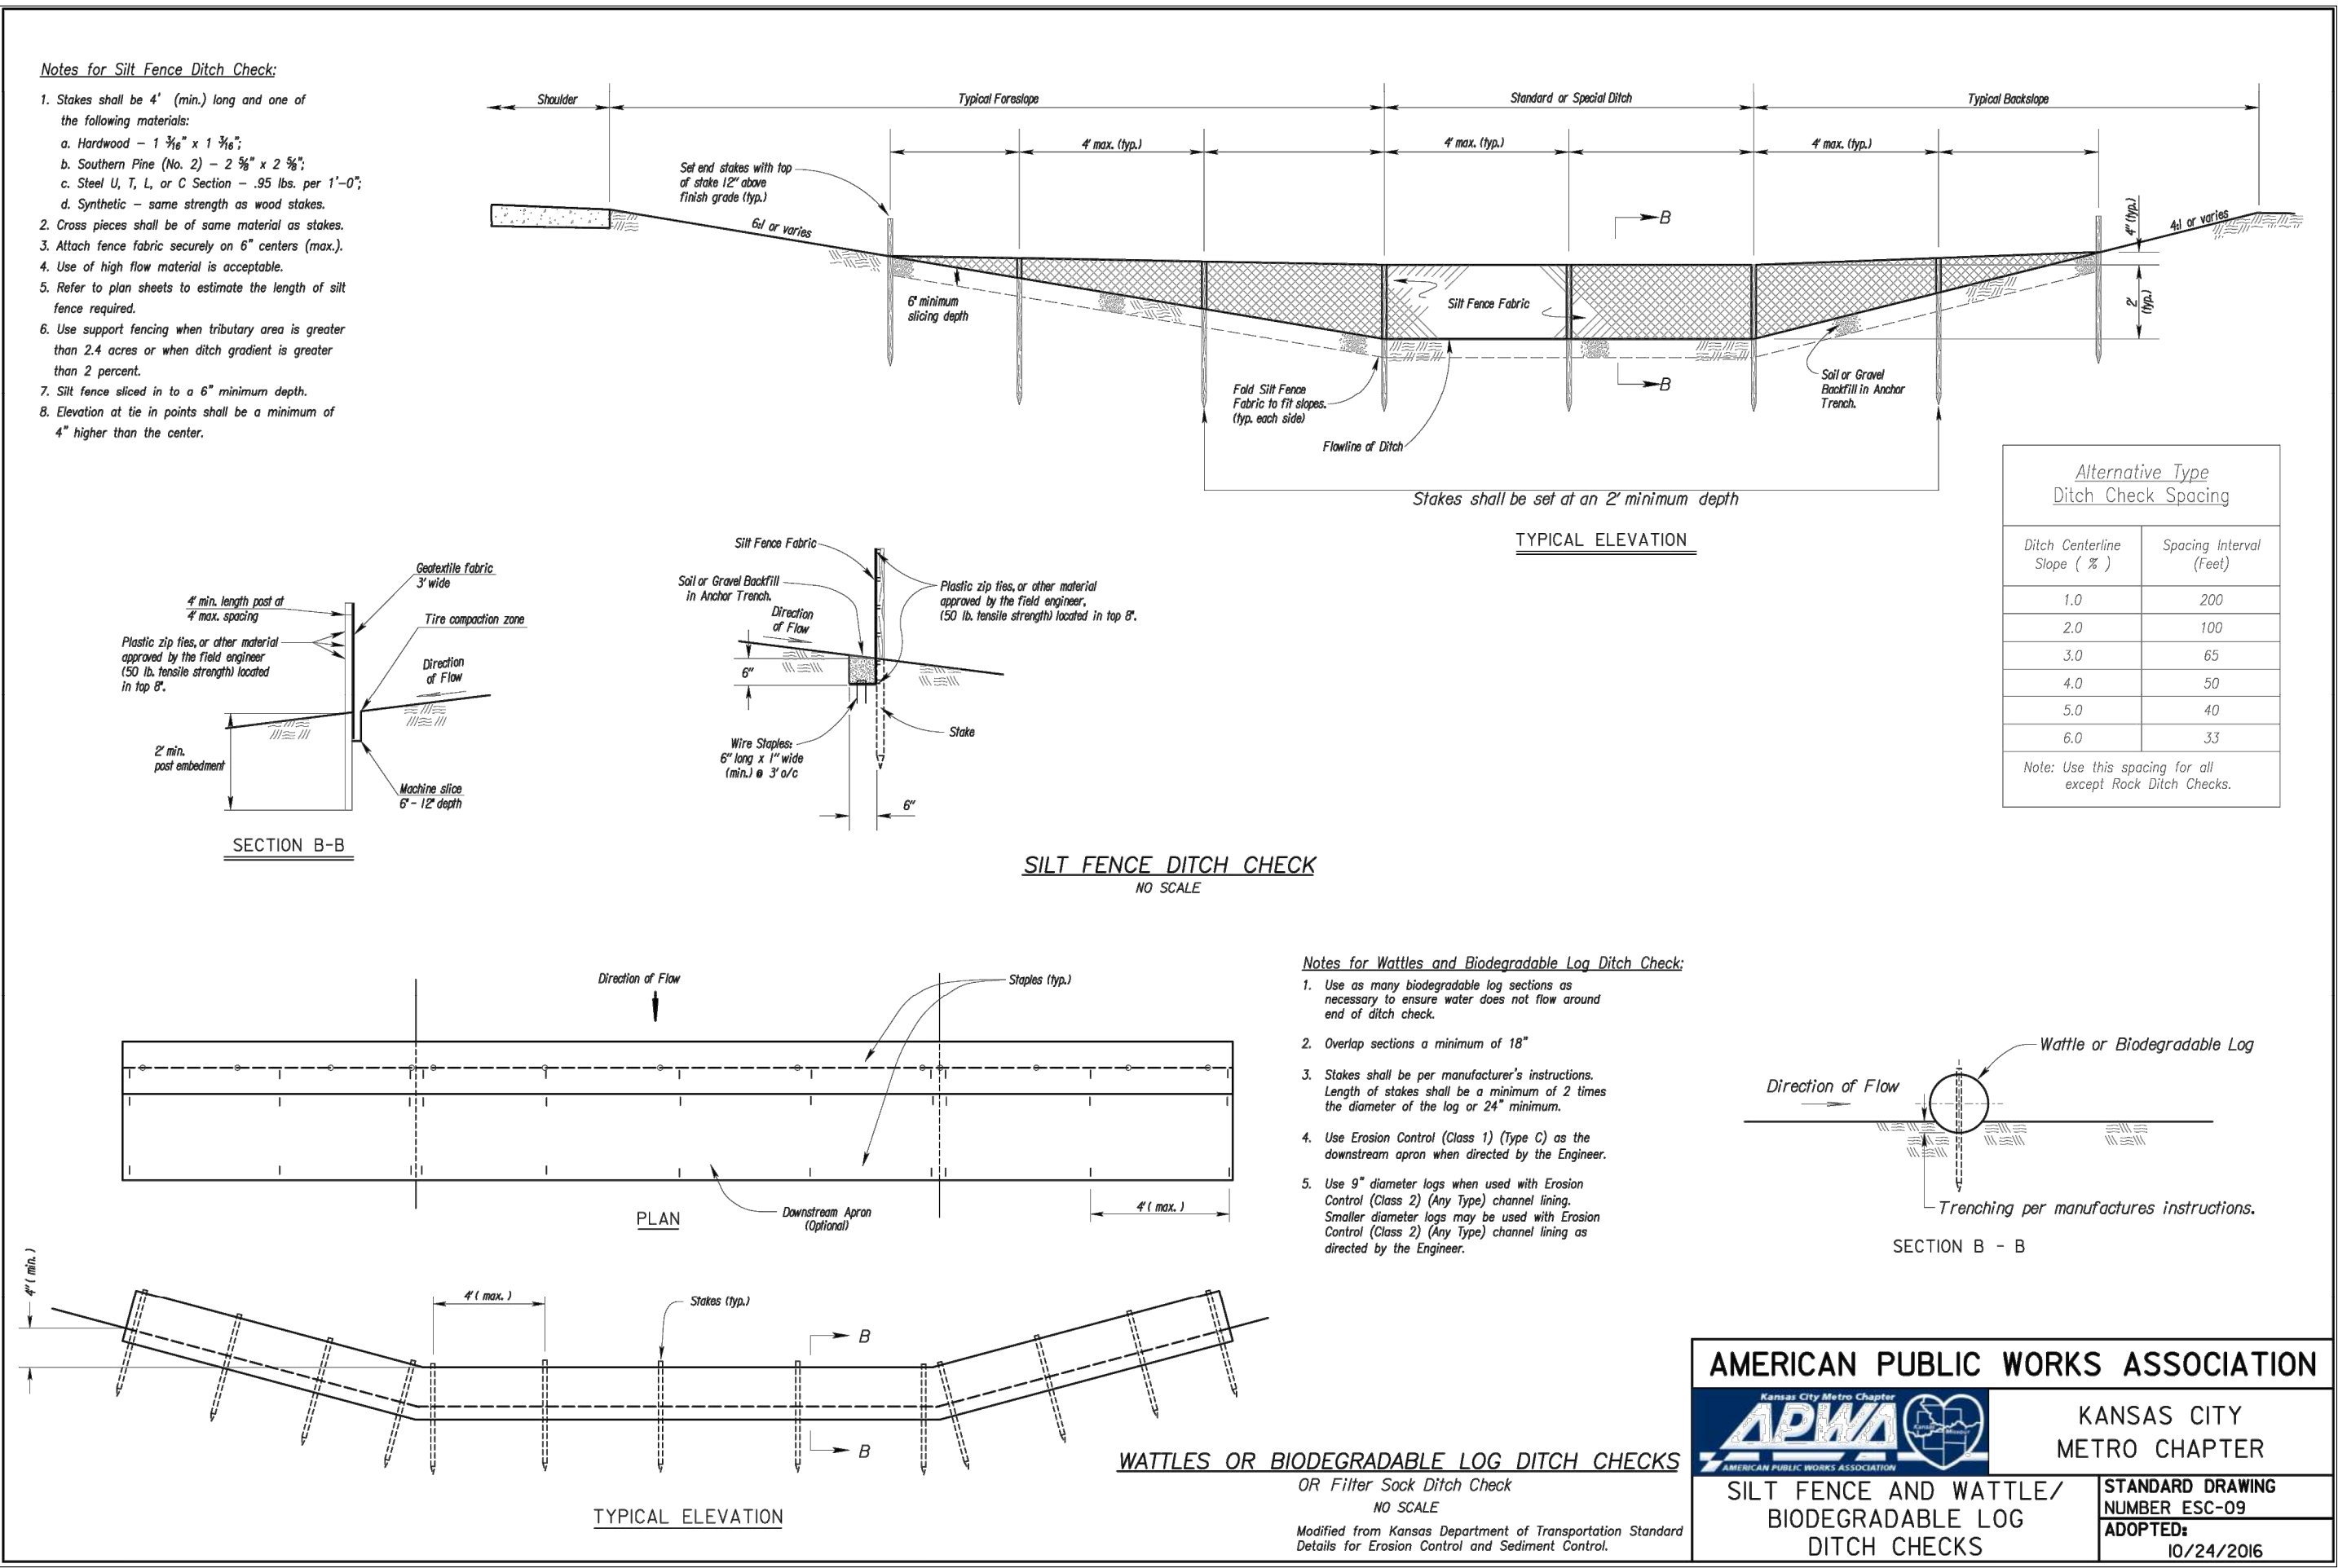 Notes for Silt Fence Ditch Check:
1. Stakes shall be 4' (min.) long and one of
the following materials:
a. Hardwood – 1 3/16" x 1 3/16";
b. Southern Pine (No. 2) – 2 5/8" x 2 5/8";
c. Steel U, T, L, or C Section – .95 lbs. per 1'-0";
d. Synthetic – same strength as wood stakes.
2. Cross pieces shall be of same material as stakes.
3. Attach fence fabric securely on 6" centers (max.).
4. Use of high flow material is acceptable.
5. Refer to plan sheets to estimate the length of silt
fence required.
6. Use support fencing when tributary area is greater
than 2.4 acres or when ditch gradient is greater
than 2 percent.
7. Silt fence sliced in to a 6" minimum depth.
8. Elevation at tie in points shall be a minimum of
4" higher than the center.
Shoulder
Typical Foreslope
Standard or Special Ditch
Typical Backslope
4' max. (typ.)
4' max. (typ.)
4' max. (typ.)
Set end stakes with top
of stake 12" above
finish grade (typ.)
6:1 or varies
B
4" (typ.)
4:1 or varies
6" minimum
slicing depth
Silt Fence Fabric
2'
(typ.)
Fold Silt Fence
Fabric to fit slopes.
(typ. each side)
B
Soil or Gravel
Backfill in Anchor
Trench.
Flowline of Ditch
Stakes shall be set at an 2' minimum depth
TYPICAL ELEVATION
Alternative Type
Ditch Check Spacing
Ditch Centerline
Slope ( % )
Spacing Interval
(Feet)
1.0 200
2.0 100
3.0 65
4.0 50
5.0 40
6.0 33
Note: Use this spacing for all
except Rock Ditch Checks.
Geotextile fabric
3' wide
4' min. length post at
4' max. spacing
Tire compaction zone
Plastic zip ties, or other material
approved by the field engineer
(50 lb. tensile strength) located
in top 8".
Direction
of Flow
2' min.
post embedment
Machine slice
6" - 12" depth
SECTION B-B
Silt Fence Fabric
Soil or Gravel Backfill
in Anchor Trench.
Direction
of Flow
Plastic zip ties, or other material
approved by the field engineer,
(50 lb. tensile strength) located in top 8".
6"
Stake
Wire Staples:
6" long x 1" wide
(min.) @ 3' o/c
6"
SILT FENCE DITCH CHECK
NO SCALE
Direction of Flow
Staples (typ.)
PLAN
Downstream Apron
(Optional)
4' ( max. )
4" ( min. )
4' ( max. )
Stakes (typ.)
B
B
TYPICAL ELEVATION
Notes for Wattles and Biodegradable Log Ditch Check:
1. Use as many biodegradable log sections as
necessary to ensure water does not flow around
end of ditch check.
2. Overlap sections a minimum of 18"
3. Stakes shall be per manufacturer's instructions.
Length of stakes shall be a minimum of 2 times
the diameter of the log or 24" minimum.
4. Use Erosion Control (Class 1) (Type C) as the
downstream apron when directed by the Engineer.
5. Use 9" diameter logs when used with Erosion
Control (Class 2) (Any Type) channel lining.
Smaller diameter logs may be used with Erosion
Control (Class 2) (Any Type) channel lining as
directed by the Engineer.
Wattle or Biodegradable Log
Direction of Flow
Trenching per manufactures instructions.
SECTION B - B
WATTLES OR BIODEGRADABLE LOG DITCH CHECKS
OR Filter Sock Ditch Check
NO SCALE
Modified from Kansas Department of Transportation Standard
Details for Erosion Control and Sediment Control.
AMERICAN PUBLIC WORKS ASSOCIATION
Kansas City Metro Chapter
APWA
Kansas Missouri
AMERICAN PUBLIC WORKS ASSOCIATION
KANSAS CITY
METRO CHAPTER
SILT FENCE AND WATTLE/
BIODEGRADABLE LOG
DITCH CHECKS
STANDARD DRAWING
NUMBER ESC-09
ADOPTED:
10/24/2016